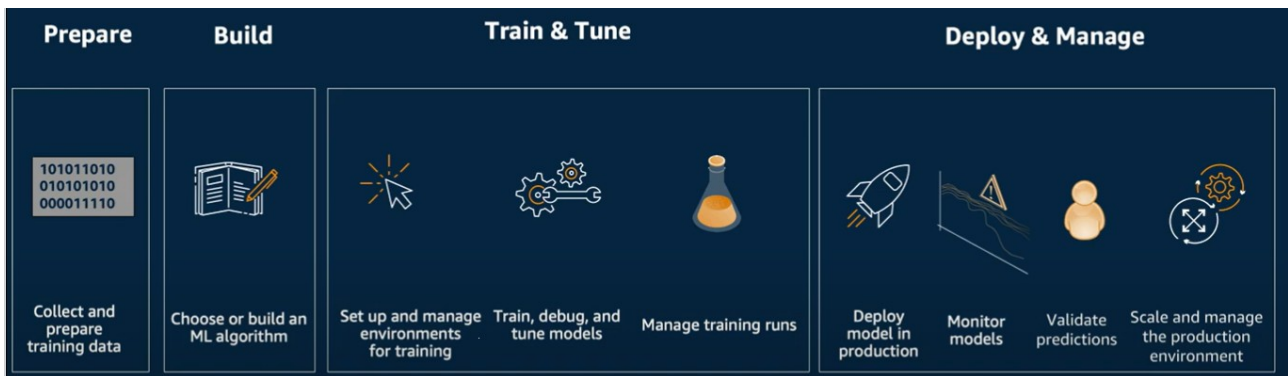 Prepare
Build
Train & Tune
Deploy & Manage
101011010
010101010
000011110
Collect and
prepare
training data
Choose or build an
ML algorithm
Set up and manage
environments
for training
Train, debug, and
tune models
Manage training runs
Deploy
model in
production
Monitor
models
Validate
predictions
Scale and manage
the production
environment